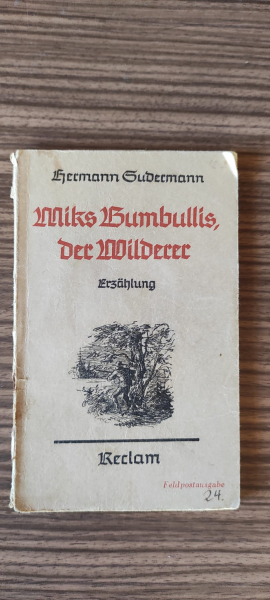 Hermann Sudermann
Miks Bumbullis,
der Wilderer
Erzählung
Reclam
Feldpostausgabe
24.